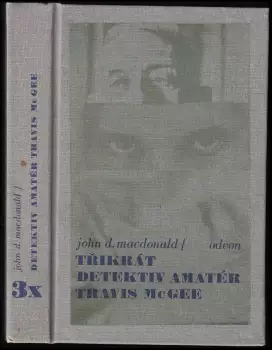 john d. macdonald /
DETEKTIV AMATÉR TRAVIS McGEE
3x
john d. macdonald / odeon
TŘIKRÁT
DETEKTIV AMATÉR
TRAVIS McGEE